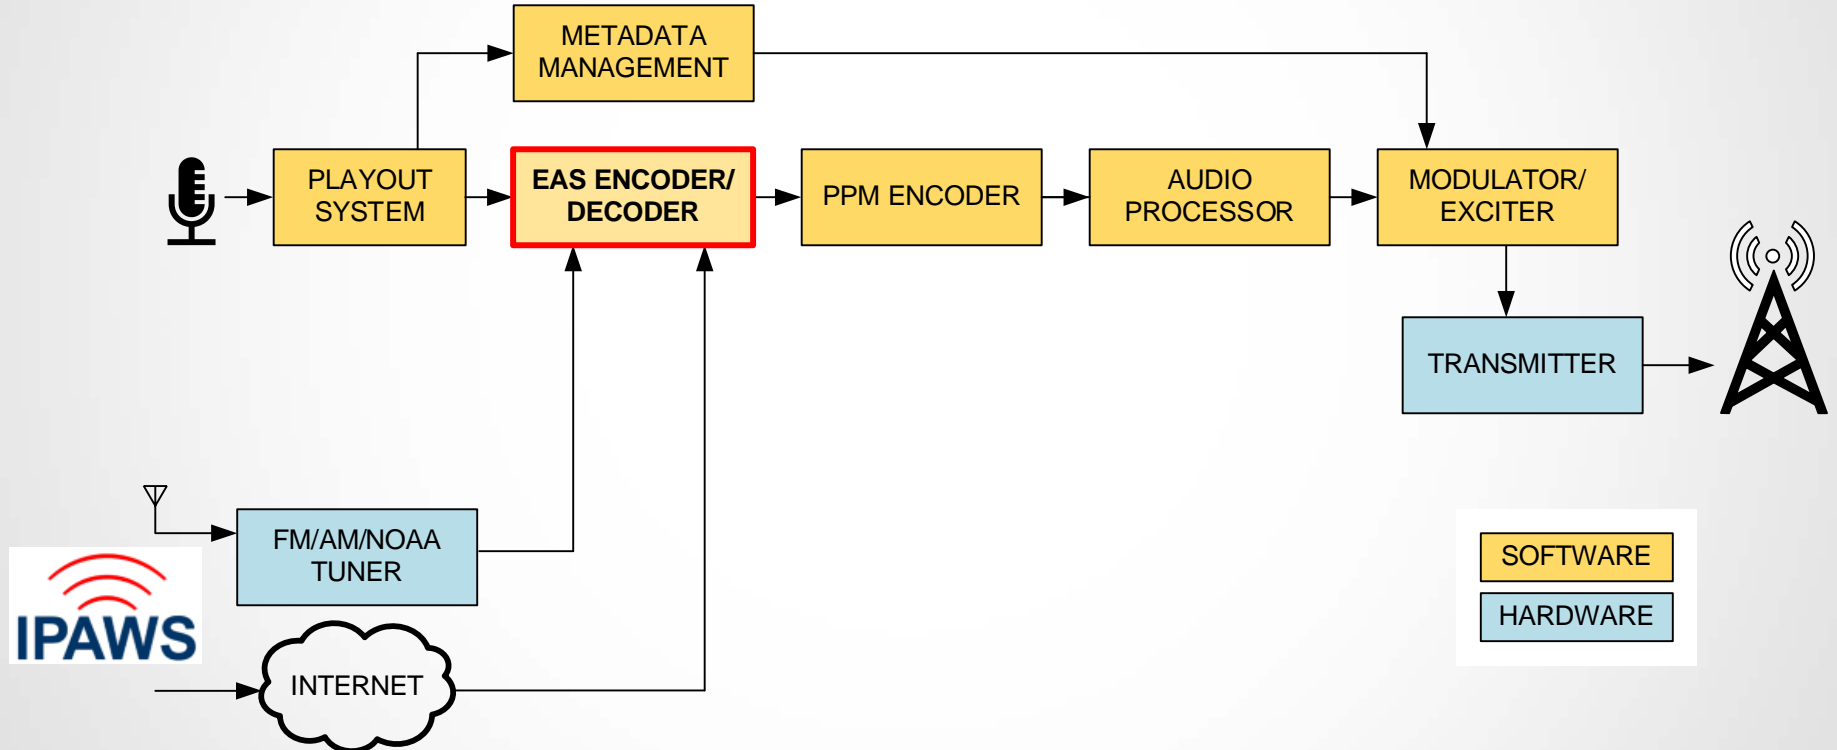 METADATA
MANAGEMENT
PLAYOUT
SYSTEM
EAS ENCODER/
DECODER
PPM ENCODER
AUDIO
PROCESSOR
MODULATOR/
EXCITER
TRANSMITTER
FM/AM/NOAA
TUNER
IPAWS
INTERNET
SOFTWARE
HARDWARE